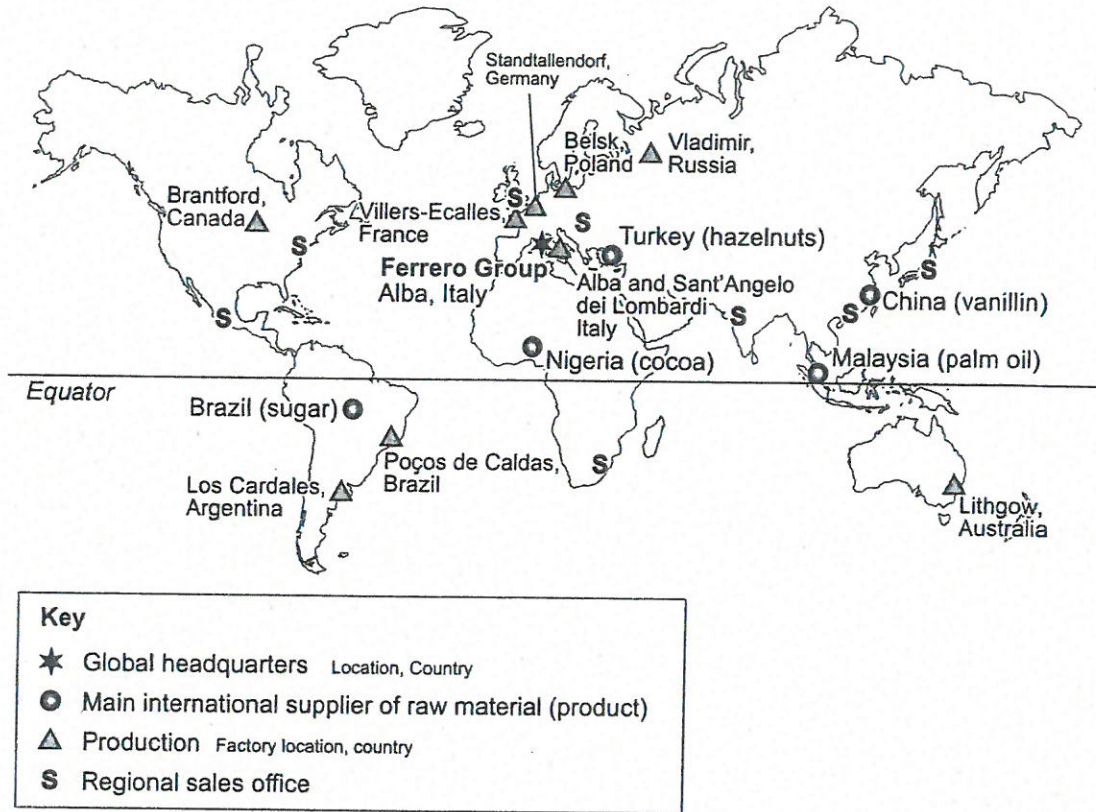 Standtallendorf,
Germany
Belsk,
Poland
Vladimir,
Russia
Brantford,
Canada
S
Villers-Ecalles,
France
S
S
Turkey (hazelnuts)
Ferrero Group
Alba, Italy
Alba and Sant'Angelo
dei Lombardi
Italy
S
S
S
China (vanillin)
S
S
Nigeria (cocoa)
Malaysia (palm oil)
Equator
Brazil (sugar)
Poços de Caldas,
Brazil
S
Los Cardales,
Argentina
Lithgow,
Australia
Key
Global headquarters Location, Country
Main international supplier of raw material (product)
Production Factory location, country
S Regional sales office